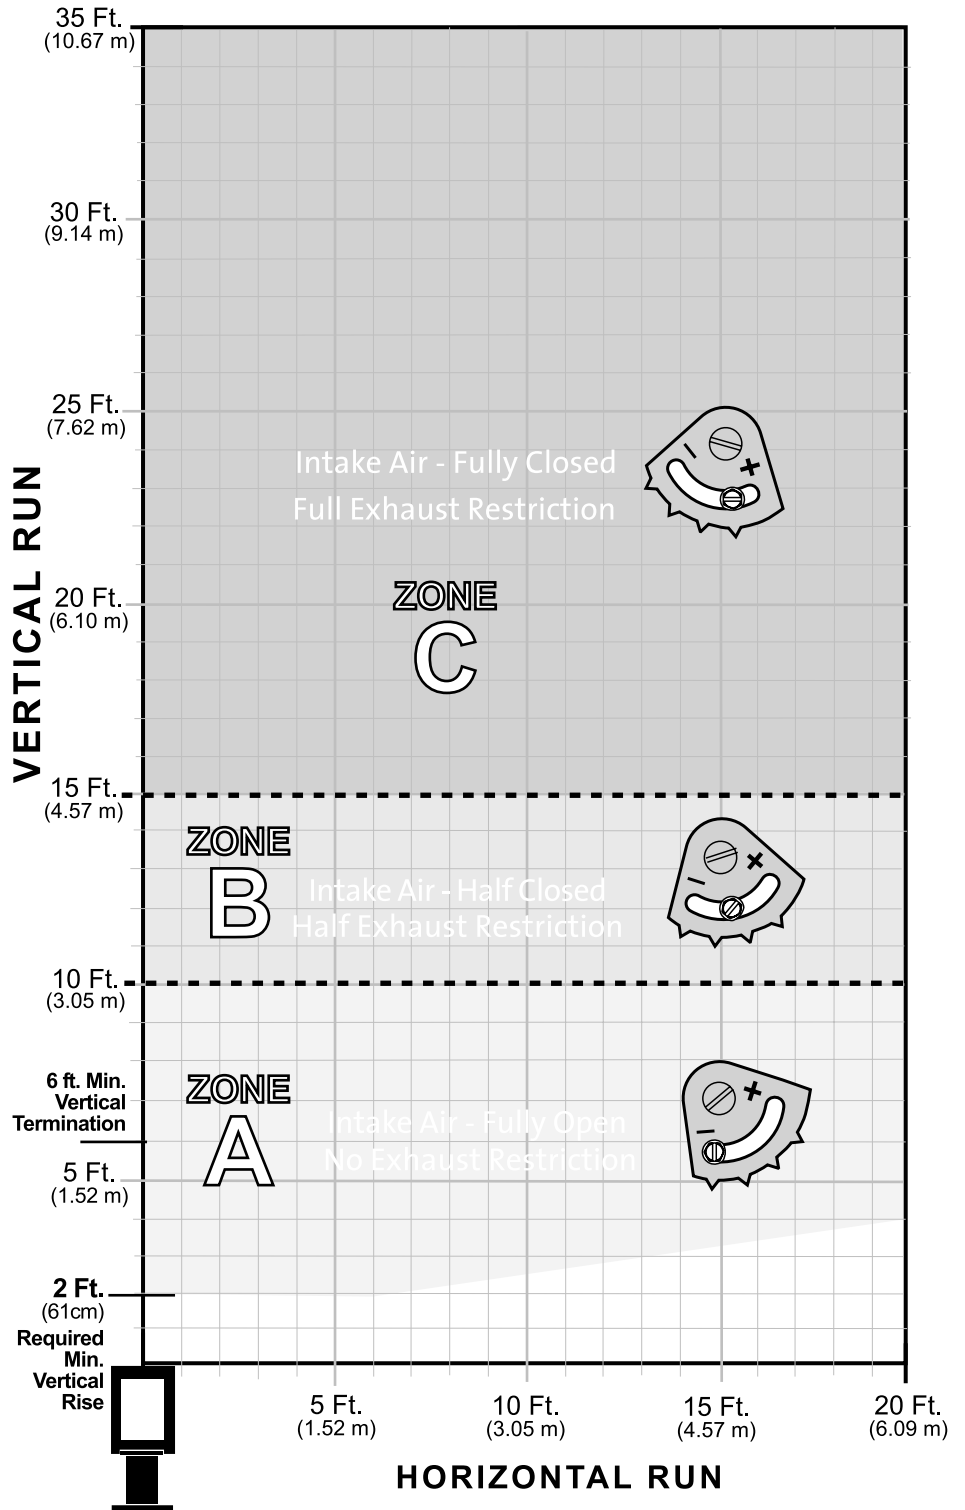 35 Ft.
(10.67 m)
30 Ft.
(9.14 m)
25 Ft.
(7.62 m)
Intake Air - Fully Closed
Full Exhaust Restriction
+
–
VERTICAL RUN
20 Ft.
(6.10 m)
ZONE
C
15 Ft.
(4.57 m)
ZONE
B
Intake Air - Half Closed
Half Exhaust Restriction
+
–
10 Ft.
(3.05 m)
6 ft. Min.
Vertical
Termination
ZONE
A
Intake Air - Fully Open
No Exhaust Restriction
+
–
5 Ft.
(1.52 m)
2 Ft.
(61cm)
Required
Min.
Vertical
Rise
5 Ft.
(1.52 m)
10 Ft.
(3.05 m)
15 Ft.
(4.57 m)
20 Ft.
(6.09 m)
HORIZONTAL RUN